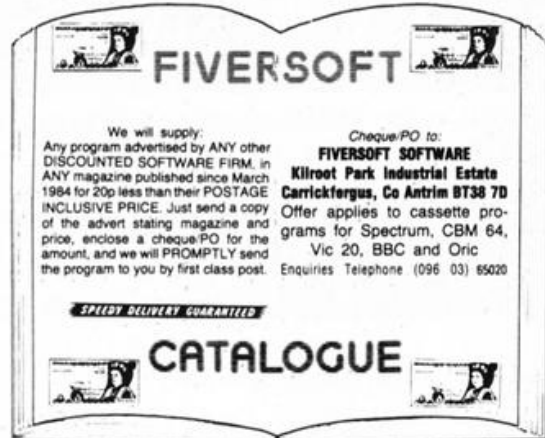 FIVERSOFT
We will supply:
Any program advertised by ANY other
DISCOUNTED SOFTWARE FIRM, in
ANY magazine published since March
1984 for 20p less than their POSTAGE
INCLUSIVE PRICE. Just send a copy
of the advert stating magazine and
price, enclose a cheque/PO for the
amount, and we will PROMPTLY send
the program to you by first class post.
SPEEDY DELIVERY GUARANTEED
Cheque/PO to:
FIVERSOFT SOFTWARE
Kilroot Park Industrial Estate
Carrickfergus, Co Antrim BT38 7D
Offer applies to cassette pro-
grams for Spectrum, CBM 64,
Vic 20, BBC and Oric
Enquiries Telephone (096 03) 65020
CATALOGUE